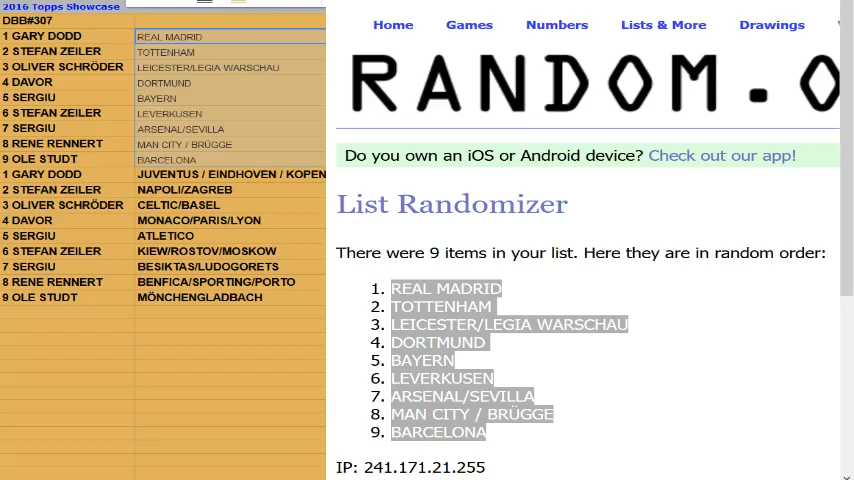 2016 Topps Showcase
DBB#307
1 GARY DODD REAL MADRID
2 STEFAN ZEILER TOTTENHAM
3 OLIVER SCHRÖDER LEICESTER/LEGIA WARSCHAU
4 DAVOR DORTMUND
5 SERGIU BAYERN
6 STEFAN ZEILER LEVERKUSEN
7 SERGIU ARSENAL/SEVILLA
8 RENE RENNERT MAN CITY / BRÜGGE
9 OLE STUDT BARCELONA
1 GARY DODD JUVENTUS / EINDHOVEN / KOPEN
2 STEFAN ZEILER NAPOLI/ZAGREB
3 OLIVER SCHRÖDER CELTIC/BASEL
4 DAVOR MONACO/PARIS/LYON
5 SERGIU ATLETICO
6 STEFAN ZEILER KIEW/ROSTOV/MOSKOW
7 SERGIU BESIKTAS/LUDOGORETS
8 RENE RENNERT BENFICA/SPORTING/PORTO
9 OLE STUDT MÖNCHENGLADBACH
Home Games Numbers Lists & More Drawings
RANDOM.O
Do you own an iOS or Android device? Check out our app!
List Randomizer
There were 9 items in your list. Here they are in random order:
1. REAL MADRID
2. TOTTENHAM
3. LEICESTER/LEGIA WARSCHAU
4. DORTMUND
5. BAYERN
6. LEVERKUSEN
7. ARSENAL/SEVILLA
8. MAN CITY / BRÜGGE
9. BARCELONA
IP: 241.171.21.255